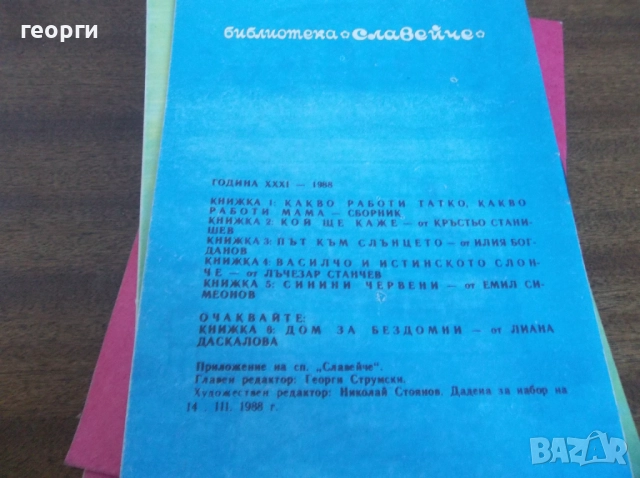 георги
библиотека славейче
ГОДИНА XXXI — 1988
КНИЖКА 1: КАКВО РАБОТИ ТАТКО, КАКВО
РАБОТИ МАМА — СБОРНИК
КНИЖКА 2: КОЙ ЩЕ КАЖЕ — от КРЪСТЬО СТАНИ-
ШЕВ
КНИЖКА 3: ПЪТ КЪМ СЛЪНЦЕТО — от ИЛИЯ БОГ-
ДАНОВ
КНИЖКА 4: ВАСИЛЧО И ИСТИНСКОТО СЛОН-
ЧЕ — от ЛЪЧЕЗАР СТАНЧЕВ
КНИЖКА 5: СИНИНИ ЧЕРВЕНИ — от ЕМИЛ СИ-
МЕОНОВ
ОЧАКВАЙТЕ:
КНИЖКА 6: ДОМ ЗА БЕЗДОМНИ — от ЛИАНА
ДАСКАЛОВА
Приложение на сп. „Славейче“.
Главен редактор: Георги Струмски.
Художествен редактор: Николай Стоянов. Дадена за набор на
14. III. 1988 г.
BAZAR